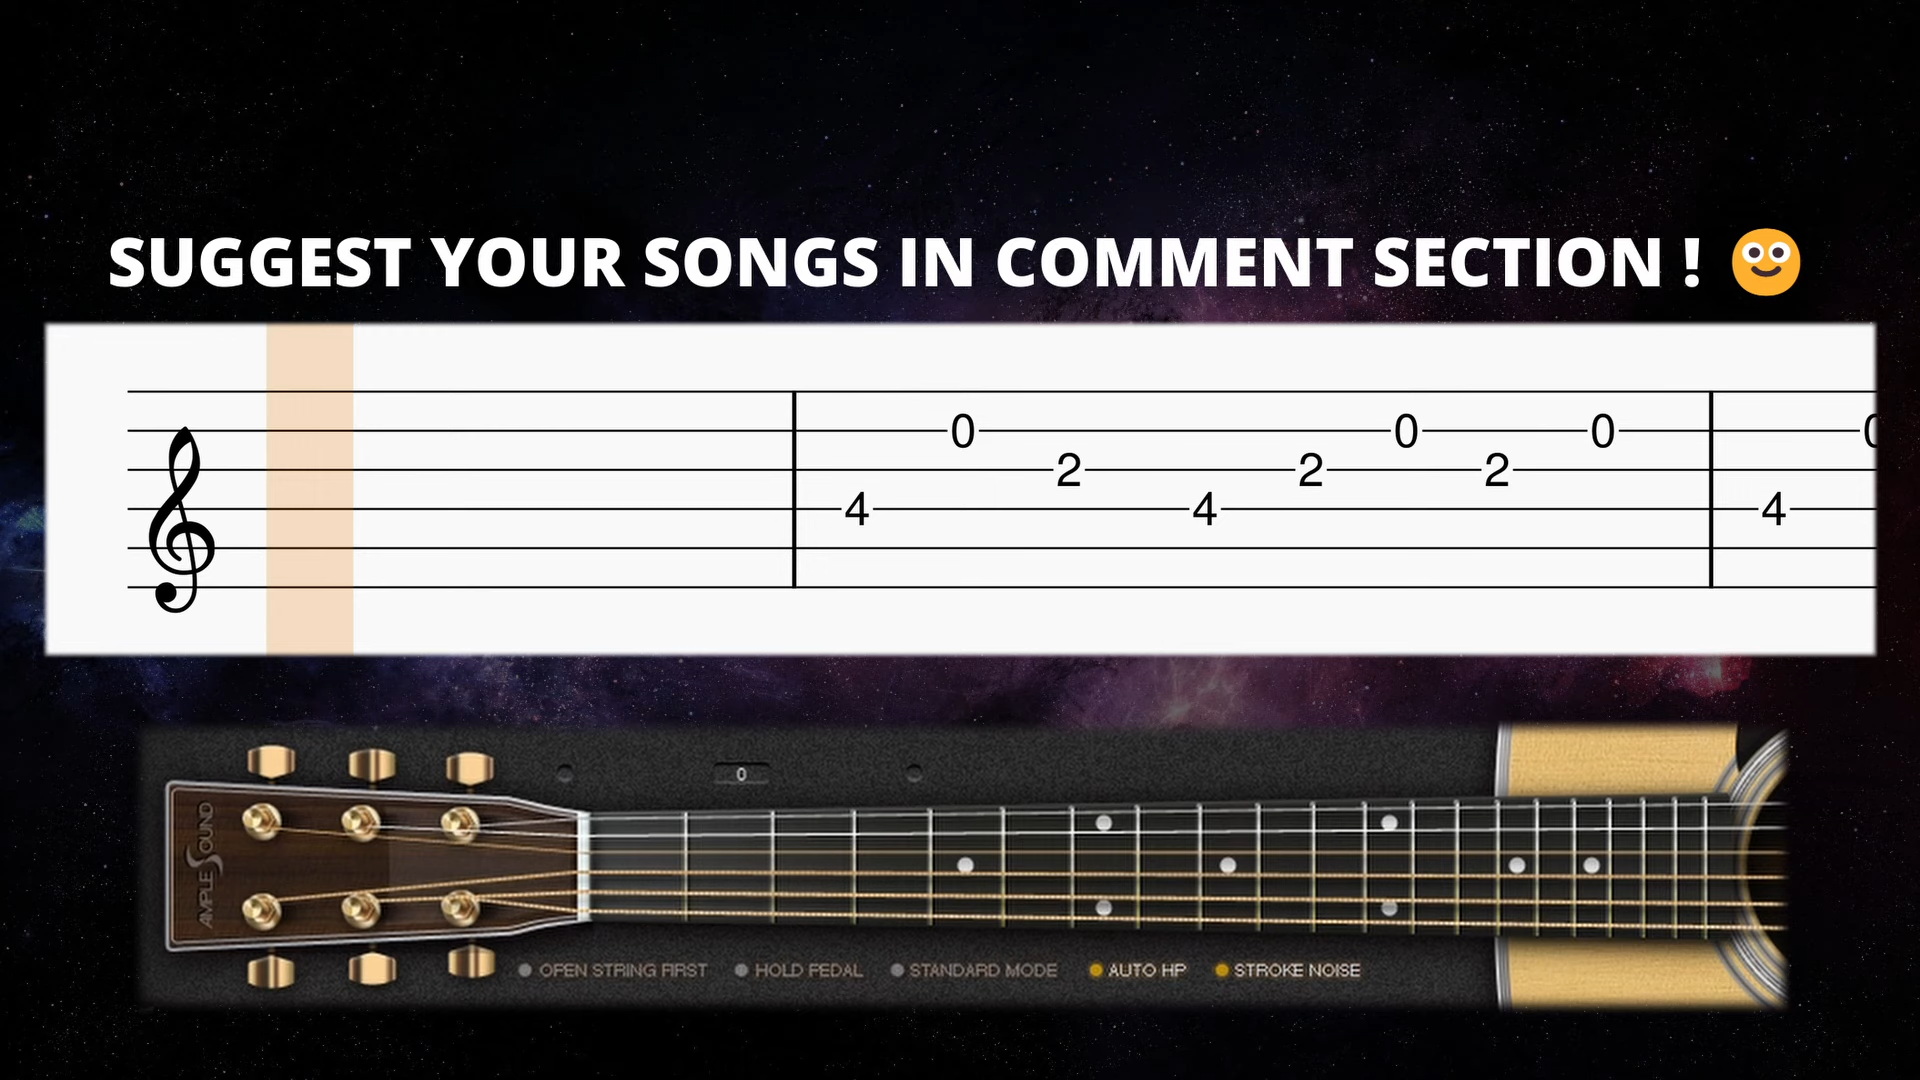 SUGGEST YOUR SONGS IN COMMENT SECTION !
0 0 0 0
2 2 2
4 4 4
0
AMPLE SOUND
OPEN STRING FIRST HOLD PEDAL STANDARD MODE AUTO HP STROKE NOISE